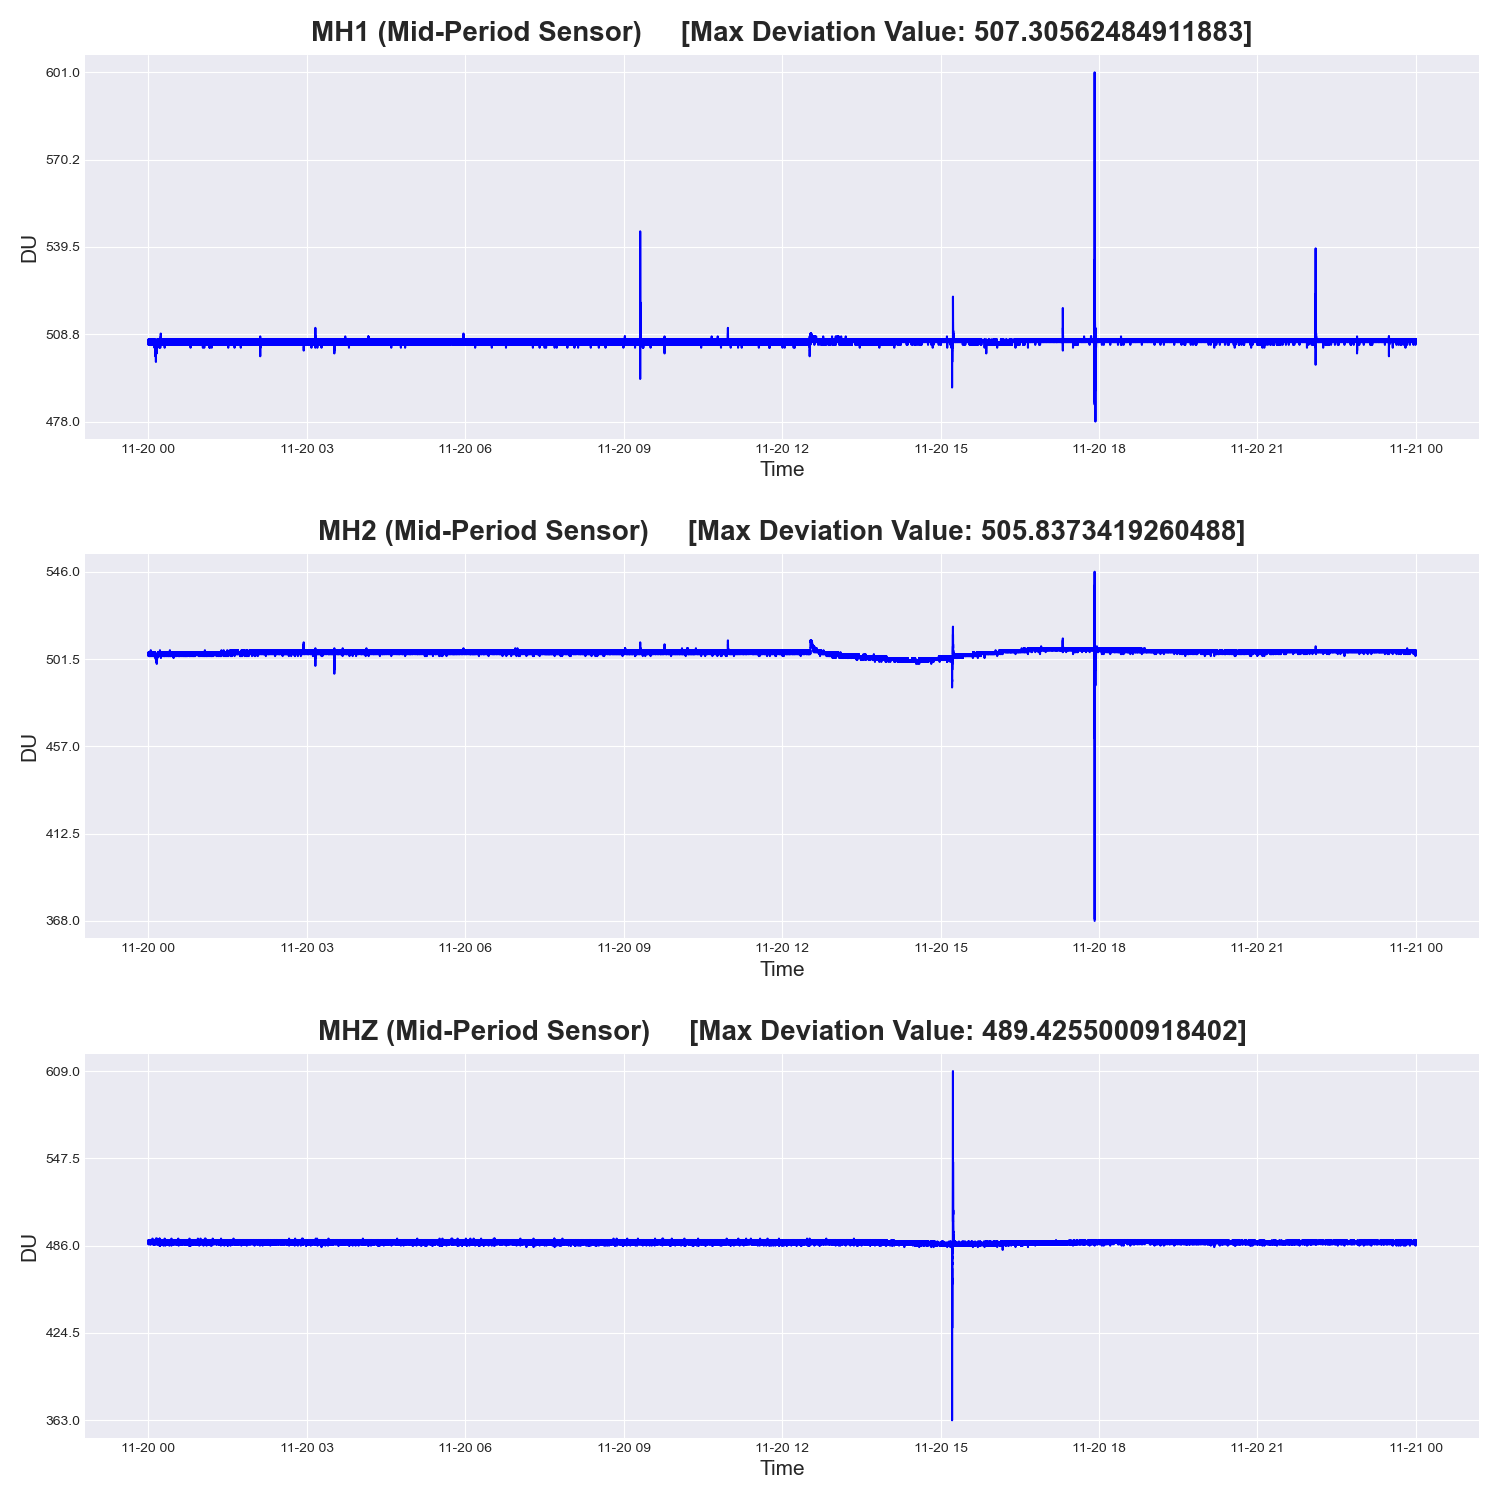 MH1 (Mid-Period Sensor) [Max Deviation Value: 507.30562484911883]
601.0
570.2
539.5
508.8
478.0
DU
11-20 00 11-20 03 11-20 06 11-20 09 11-20 12 11-20 15 11-20 18 11-20 21 11-21 00
Time
MH2 (Mid-Period Sensor) [Max Deviation Value: 505.8373419260488]
546.0
501.5
457.0
412.5
368.0
DU
11-20 00 11-20 03 11-20 06 11-20 09 11-20 12 11-20 15 11-20 18 11-20 21 11-21 00
Time
MHZ (Mid-Period Sensor) [Max Deviation Value: 489.4255000918402]
609.0
547.5
486.0
424.5
363.0
DU
11-20 00 11-20 03 11-20 06 11-20 09 11-20 12 11-20 15 11-20 18 11-20 21 11-21 00
Time